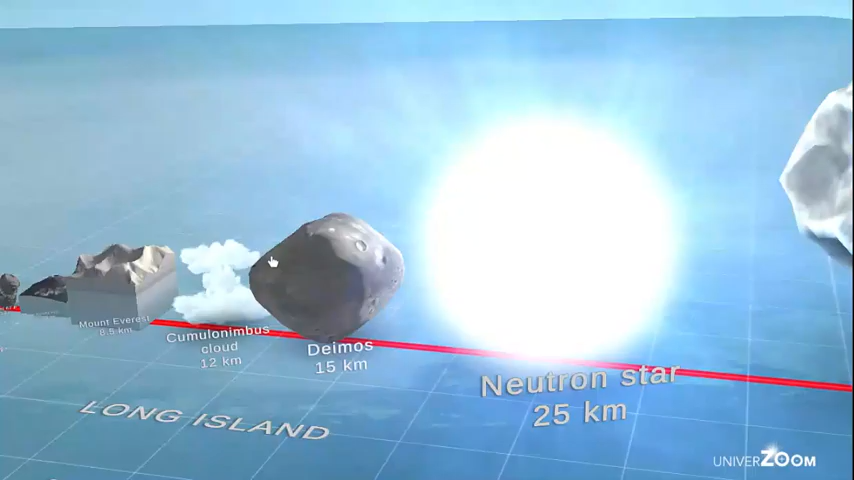 Mount Everest
8.5 km
Cumulonimbus
cloud
12 km
Deimos
15 km
Neutron star
25 km
LONG ISLAND
UNIVERZOOM